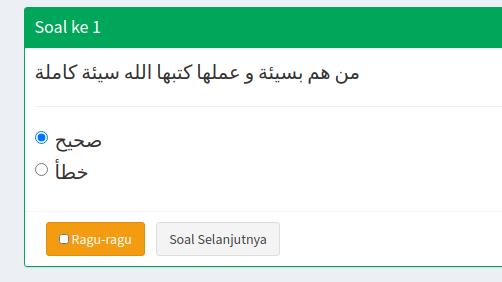 Soal ke 1
من هم بسيئة و عملها كتبها الله سيئة كاملة
صحيح
خطأ
Ragu-ragu
Soal Selanjutnya